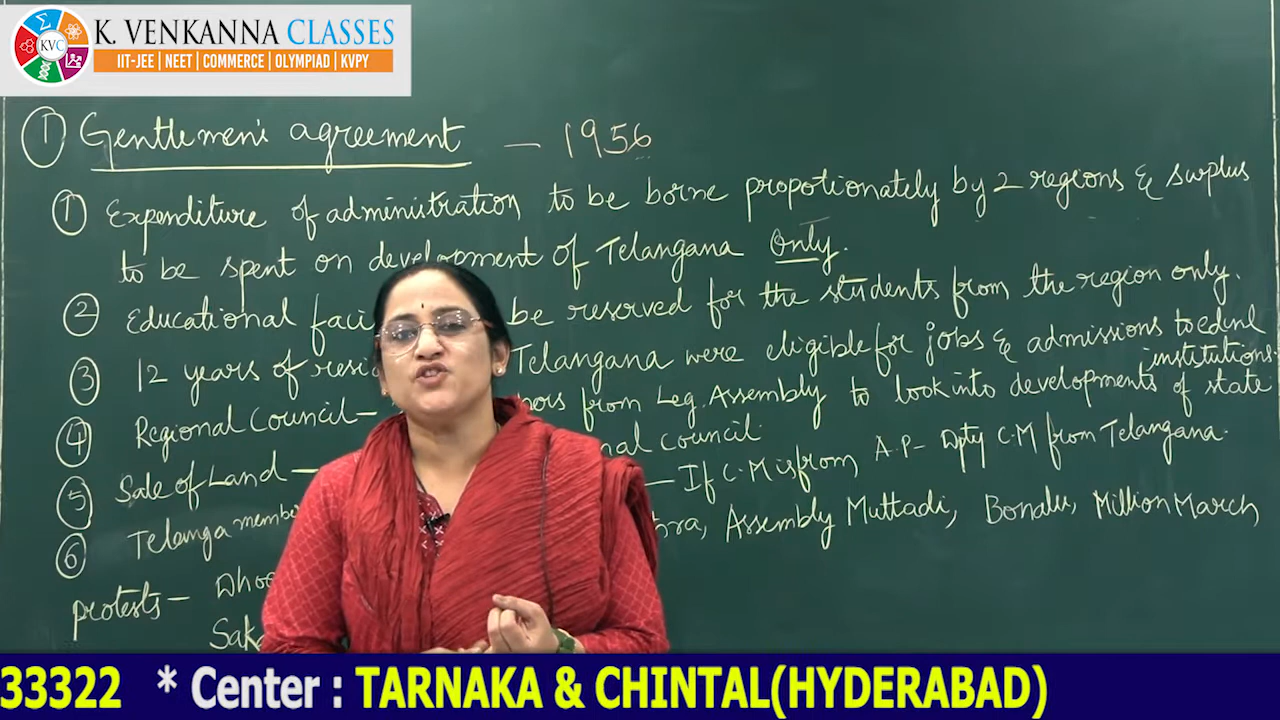 KVC
K. VENKANNA CLASSES
IIT-JEE | NEET | COMMERCE | OLYMPIAD | KVPY
① Gentlemen's agreement — 1956
① Expenditure of administration to be borne propotionately by 2 regions & surplus
to be spent on development of Telangana Only.
② Educational faci be reserved for the students from the region only.
③ 12 years of resi Telangana were eligible for jobs & admissions to ednl
institutions.
④ Regional Council — from Leg. Assembly to look into developments of state
nal council.
⑤ Sale of Land —
⑥ Telanga member — If C.M is from A.P - Dpty C.M from Telangana.
protests — Dhoo ra, Assembly Muttadi, Bonalu, Million March
Saka
33322 * Center : TARNAKA & CHINTAL(HYDERABAD)